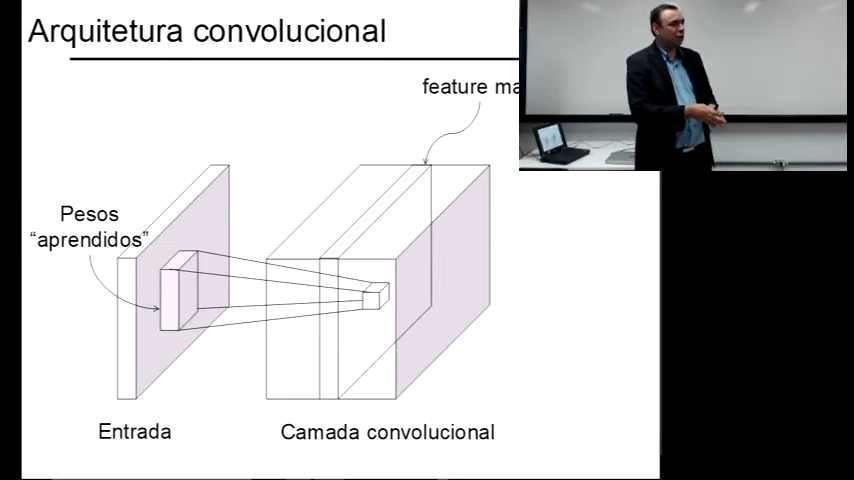 Arquitetura convolucional
feature ma
Pesos
“aprendidos”
Entrada
Camada convolucional